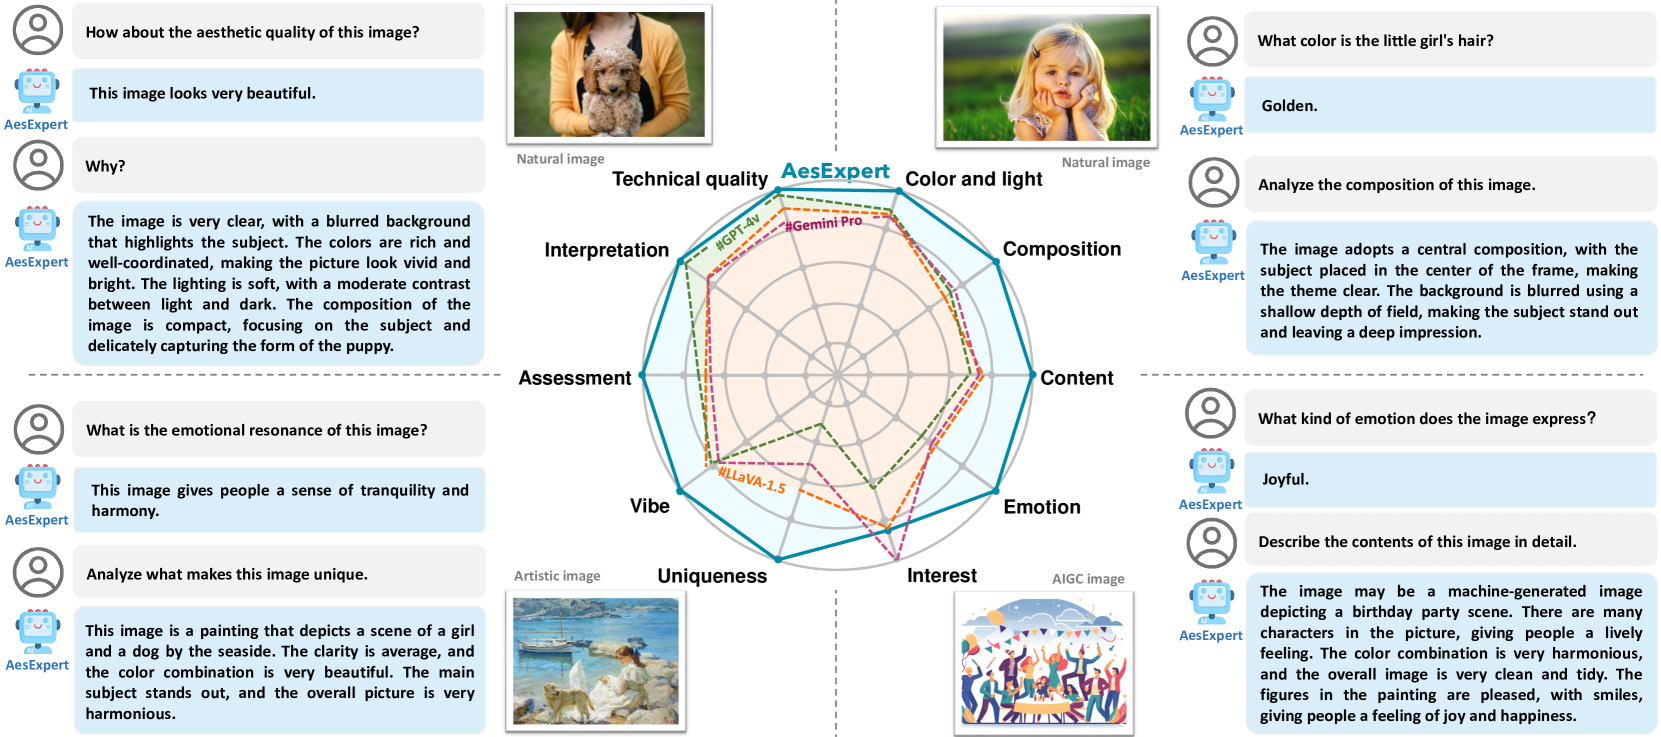 How about the aesthetic quality of this image?
This image looks very beautiful.
AesExpert
Why?
The image is very clear, with a blurred background
that highlights the subject. The colors are rich and
well-coordinated, making the picture look vivid and
bright. The lighting is soft, with a moderate contrast
between light and dark. The composition of the
image is compact, focusing on the subject and
delicately capturing the form of the puppy.
AesExpert
Natural image
Natural image
What color is the little girl's hair?
Golden.
AesExpert
Analyze the composition of this image.
The image adopts a central composition, with the
subject placed in the center of the frame, making
the theme clear. The background is blurred using a
shallow depth of field, making the subject stand out
and leaving a deep impression.
AesExpert
AesExpert
Technical quality
Color and light
#GPT-4v
#Gemini Pro
Interpretation
Composition
Assessment
Content
#LLaVA-1.5
Vibe
Emotion
Uniqueness
Interest
What is the emotional resonance of this image?
This image gives people a sense of tranquility and
harmony.
AesExpert
Analyze what makes this image unique.
This image is a painting that depicts a scene of a girl
and a dog by the seaside. The clarity is average, and
the color combination is very beautiful. The main
subject stands out, and the overall picture is very
harmonious.
AesExpert
Artistic image
AIGC image
What kind of emotion does the image express?
Joyful.
AesExpert
Describe the contents of this image in detail.
The image may be a machine-generated image
depicting a birthday party scene. There are many
characters in the picture, giving people a lively
feeling. The color combination is very harmonious,
and the overall image is very clean and tidy. The
figures in the painting are pleased, with smiles,
giving people a feeling of joy and happiness.
AesExpert